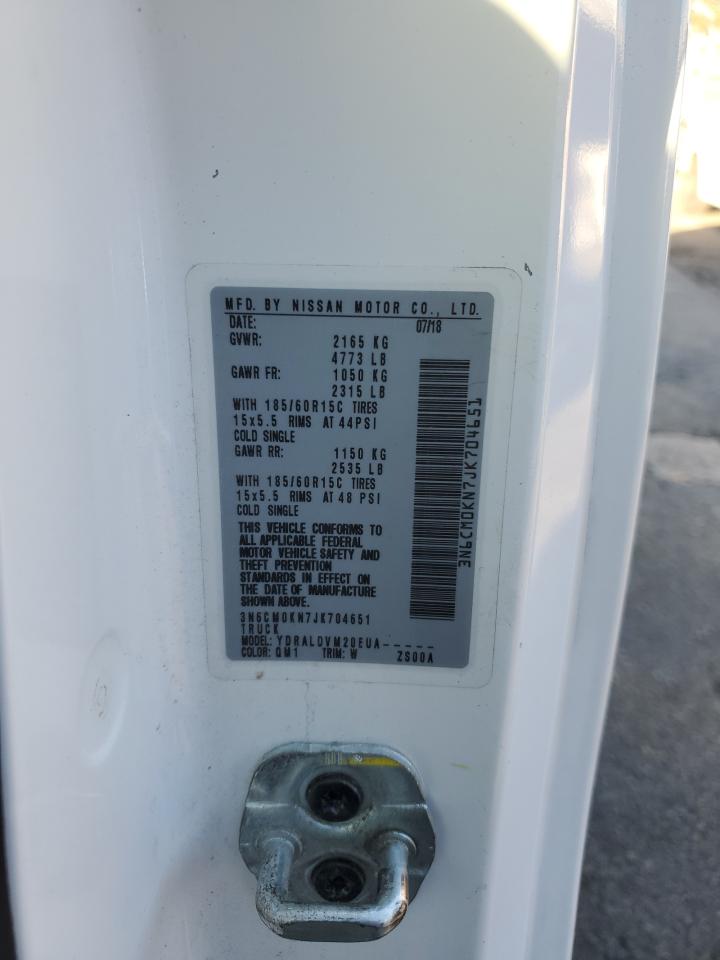 MFD. BY NISSAN MOTOR CO., LTD.
DATE: 07/18
GVWR: 2165 KG
4773 LB
GAWR FR: 1050 KG
2315 LB
WITH 185/60R15C TIRES
15x5.5 RIMS AT 44PSI
COLD SINGLE
GAWR RR: 1150 KG
2535 LB
WITH 185/60R15C TIRES
15x5.5 RIMS AT 48 PSI
COLD SINGLE
THIS VEHICLE CONFORMS TO
ALL APPLICABLE FEDERAL
MOTOR VEHICLE SAFETY AND
THEFT PREVENTION
STANDARDS IN EFFECT ON
THE DATE OF MANUFACTURE
SHOWN ABOVE.
3N6CM0KN7JK704651
TRUCK
MODEL: YDRALDVM20EUA-----
COLOR: QM1 TRIM: W ZS00A
3N6CM0KN7JK704651